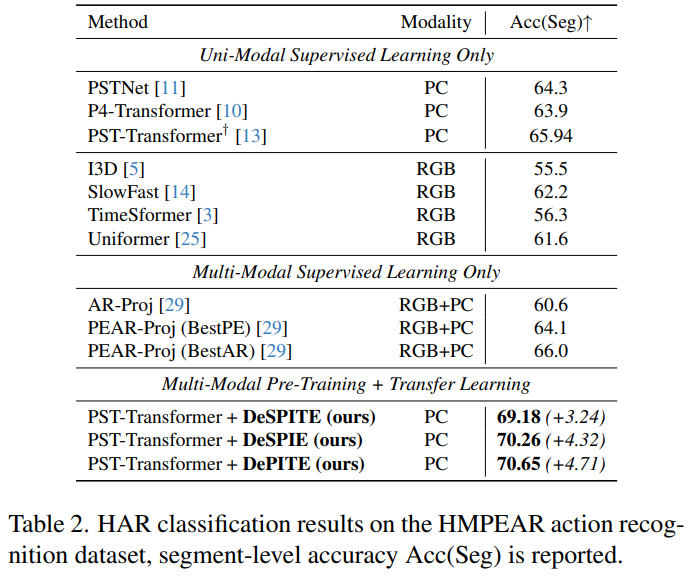 Method Modality Acc(Seg)↑
Uni-Modal Supervised Learning Only
PSTNet [11] PC 64.3
P4-Transformer [10] PC 63.9
PST-Transformer† [13] PC 65.94
I3D [5] RGB 55.5
SlowFast [14] RGB 62.2
TimeSformer [3] RGB 56.3
Uniformer [25] RGB 61.6
Multi-Modal Supervised Learning Only
AR-Proj [29] RGB+PC 60.6
PEAR-Proj (BestPE) [29] RGB+PC 64.1
PEAR-Proj (BestAR) [29] RGB+PC 66.0
Multi-Modal Pre-Training + Transfer Learning
PST-Transformer + DeSPITE (ours) PC 69.18 (+3.24)
PST-Transformer + DeSPIE (ours) PC 70.26 (+4.32)
PST-Transformer + DePITE (ours) PC 70.65 (+4.71)
Table 2. HAR classification results on the HMPEAR action recog-
nition dataset, segment-level accuracy Acc(Seg) is reported.